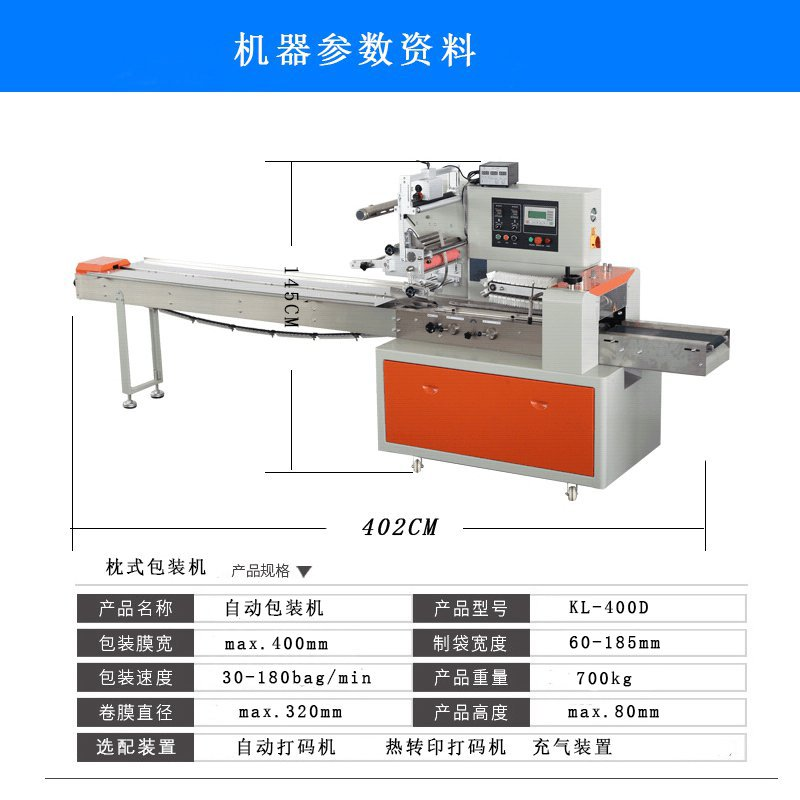 机器参数资料
145CM
402CM
枕式包装机 产品规格
产品名称 自动包装机 产品型号 KL-400D
包装膜宽 max.400mm 制袋宽度 60-185mm
包装速度 30-180bag/min 产品重量 700kg
卷膜直径 max.320mm 产品高度 max.80mm
选配装置 自动打码机 热转印打码机 充气装置